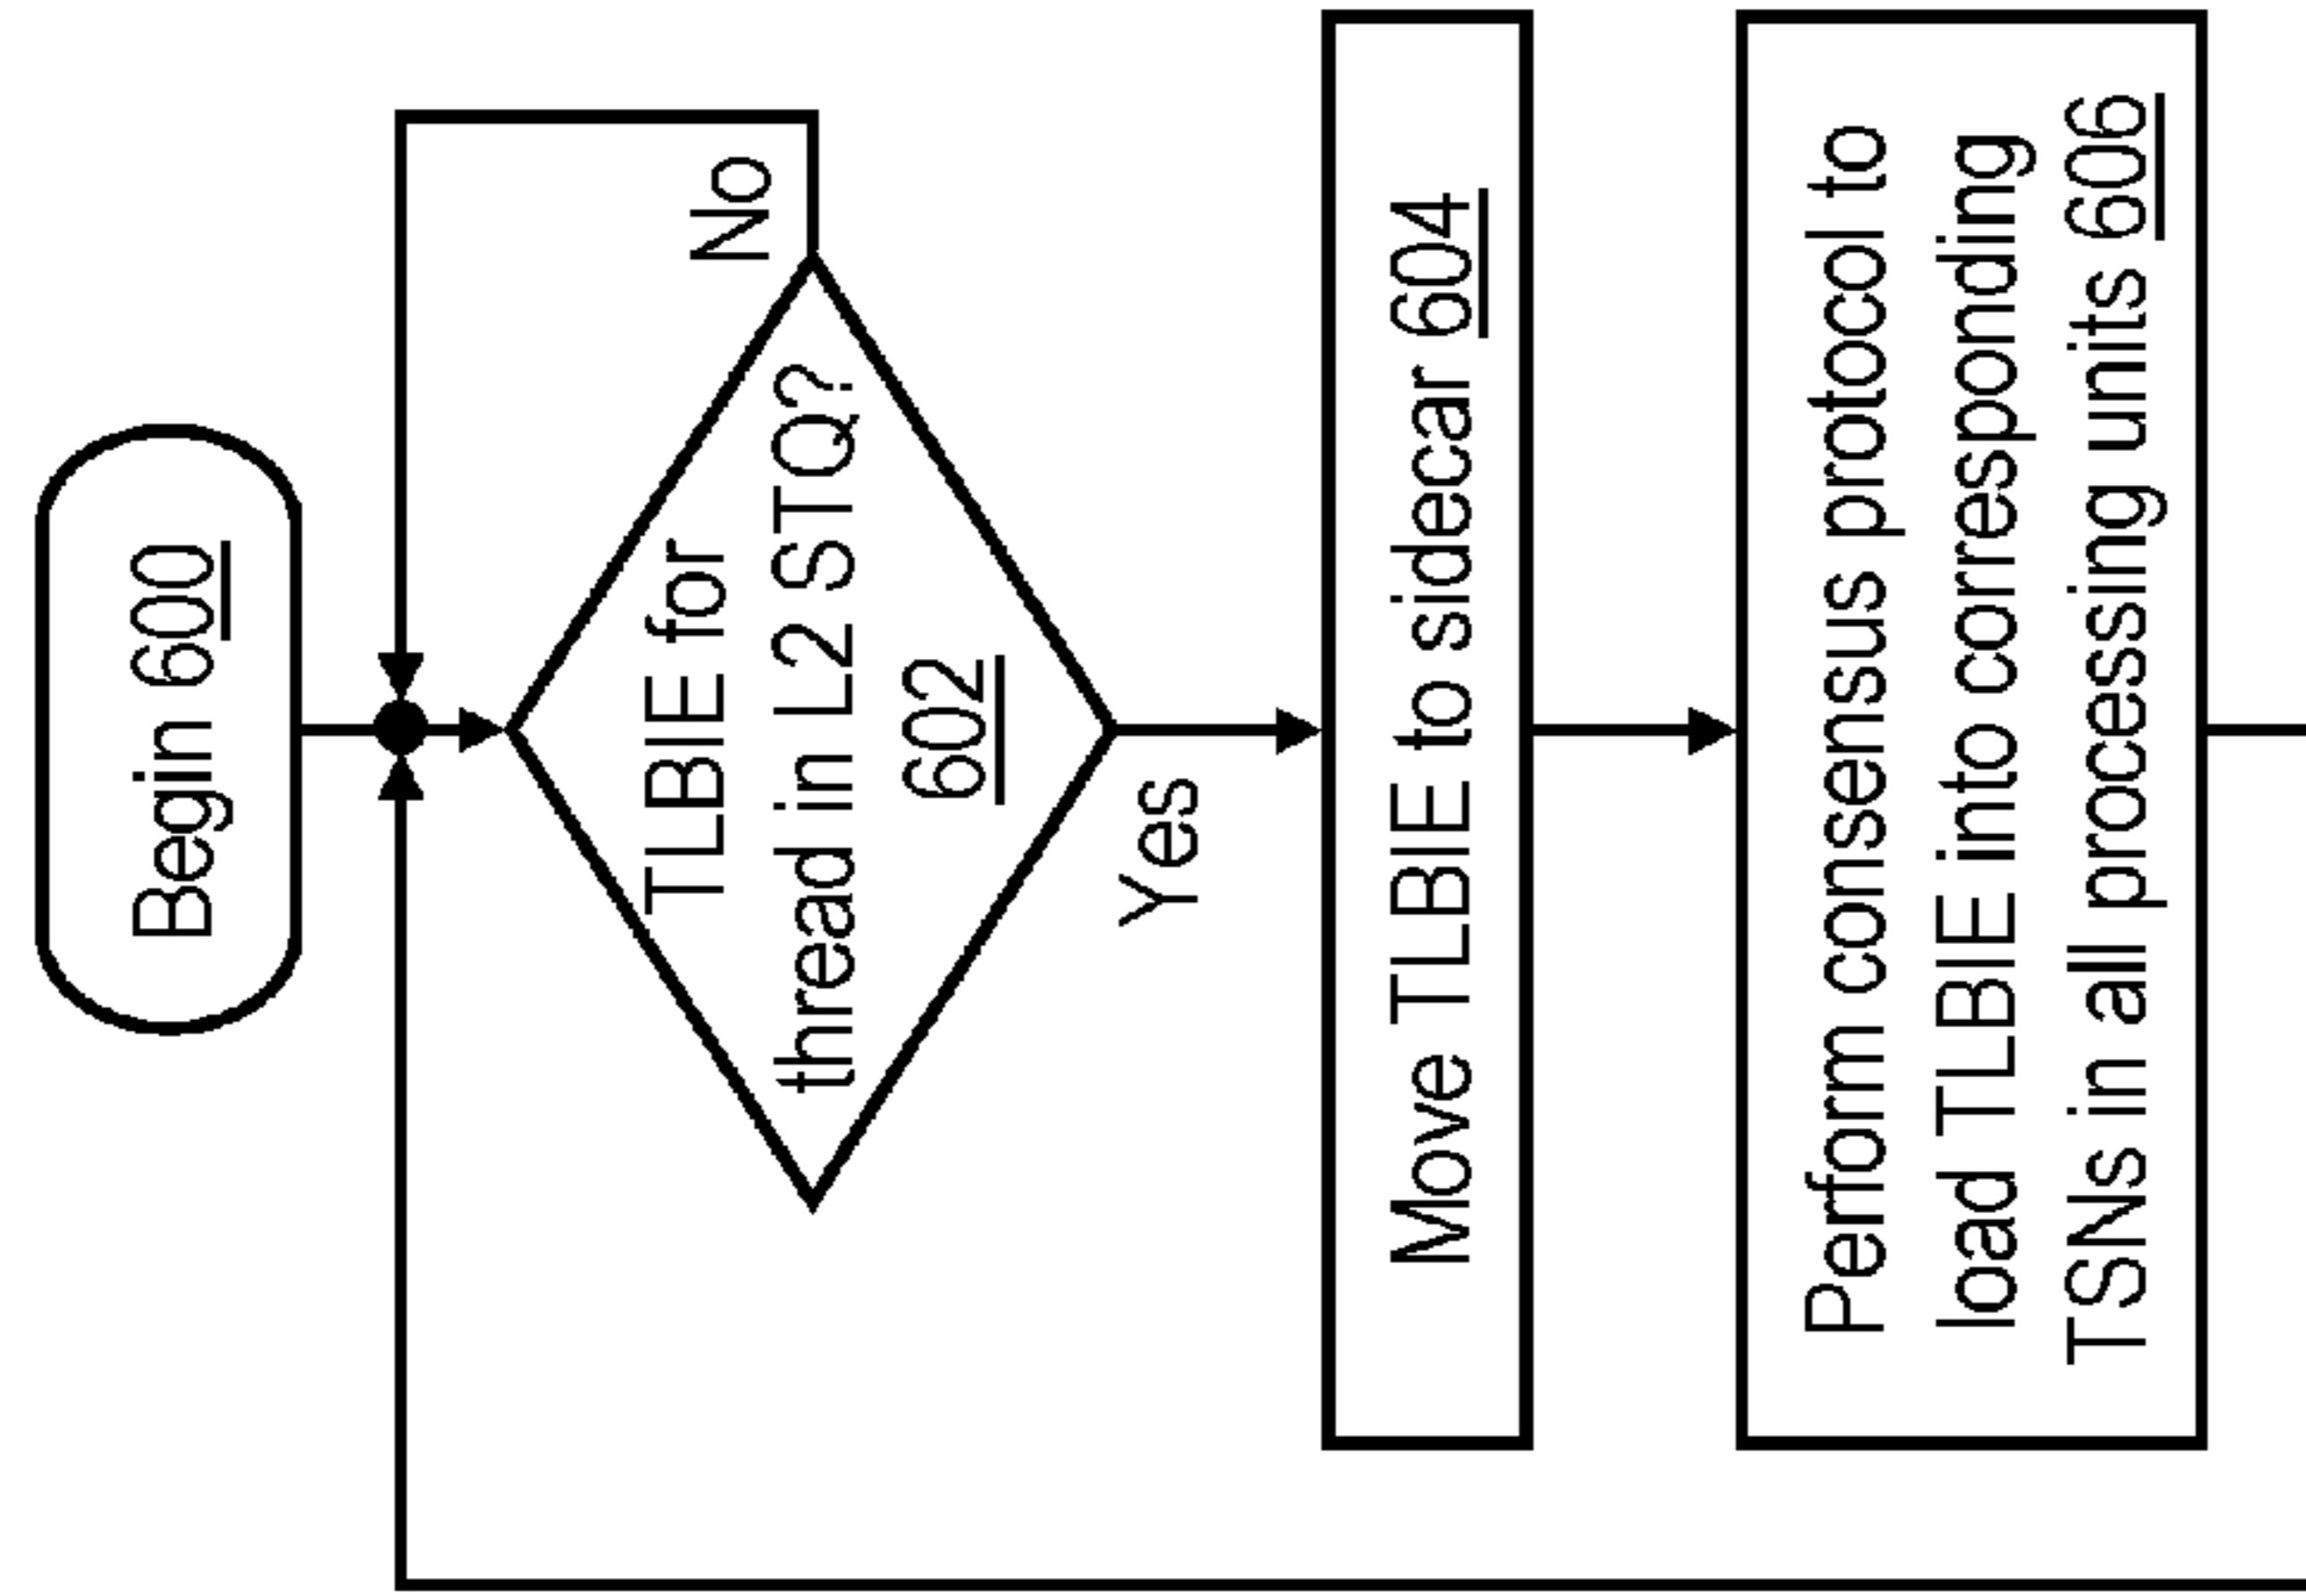 Begin 600
No
TLBIE for
thread in L2 STQ?
602
Yes
Move TLBIE to sidecar 604
Perform consensus protocol to
load TLBIE into corresponding
TSNs in all processing units 606